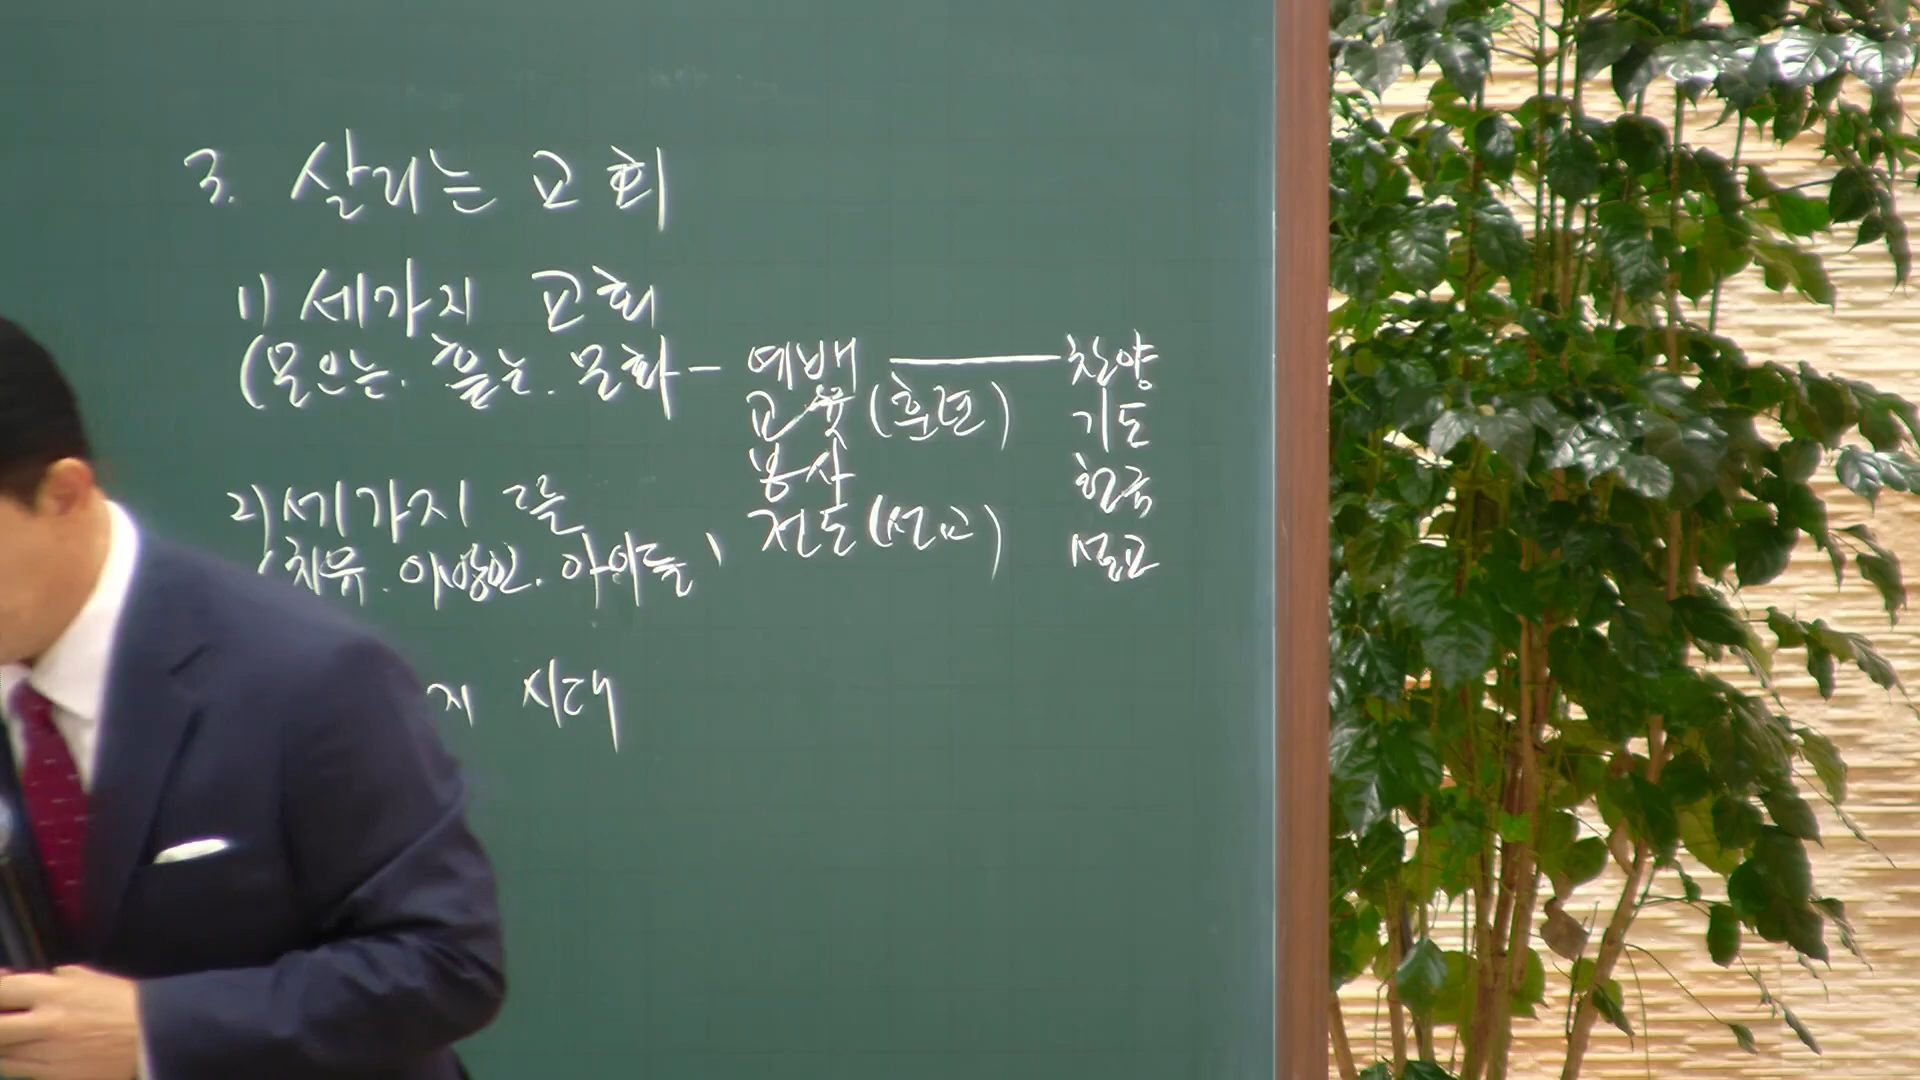 3. 살리는 교회
1) 세가지 교회
(모으는. 흩는. 문화 - 예배 — 찬양
교육 (훈련) 기도
봉사 헌금
전도 (선교) 설교
2) 세가지 뜰
(치유. 이방인. 아이들)
지 시대